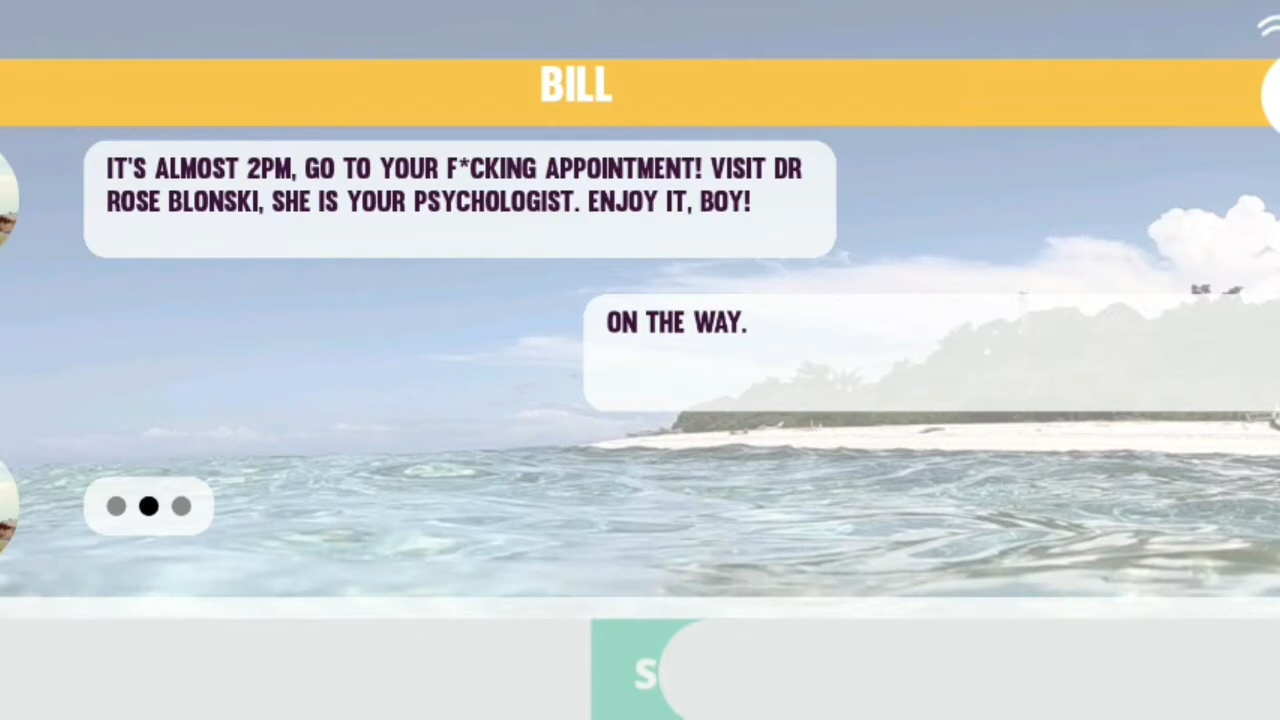 BILL
IT'S ALMOST 2PM, GO TO YOUR F*CKING APPOINTMENT! VISIT DR
ROSE BLONSKI, SHE IS YOUR PSYCHOLOGIST. ENJOY IT, BOY!
ON THE WAY.